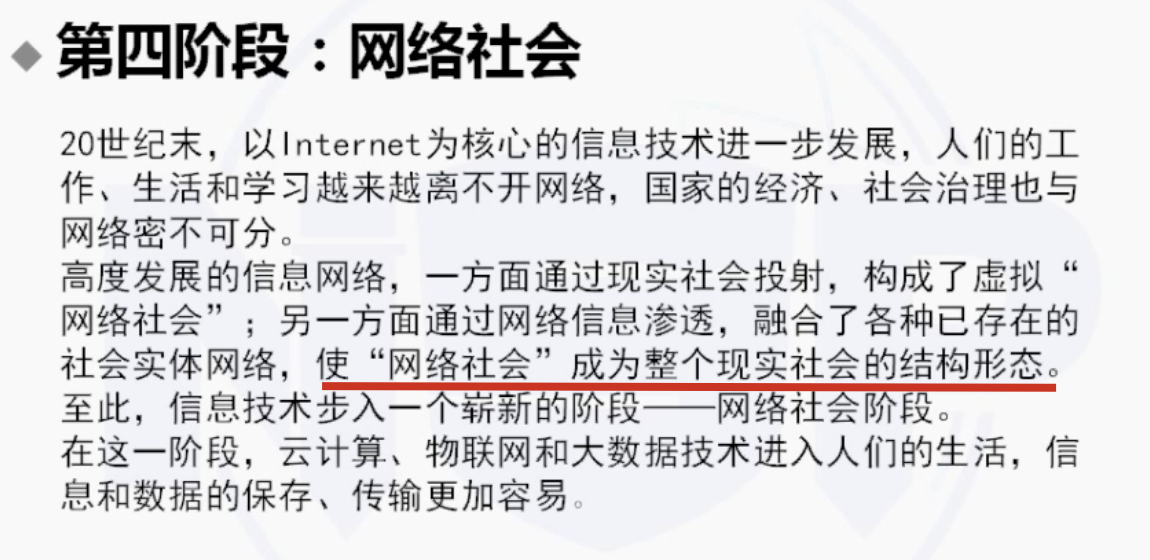 第四阶段：网络社会
20世纪末，以Internet为核心的信息技术进一步发展，人们的工
作、生活和学习越来越离不开网络，国家的经济、社会治理也与
网络密不可分。
高度发展的信息网络，一方面通过现实社会投射，构成了虚拟“
网络社会”；另一方面通过网络信息渗透，融合了各种已存在的
社会实体网络，使“网络社会”成为整个现实社会的结构形态。
至此，信息技术步入一个崭新的阶段——网络社会阶段。
在这一阶段，云计算、物联网和大数据技术进入人们的生活，信
息和数据的保存、传输更加容易。